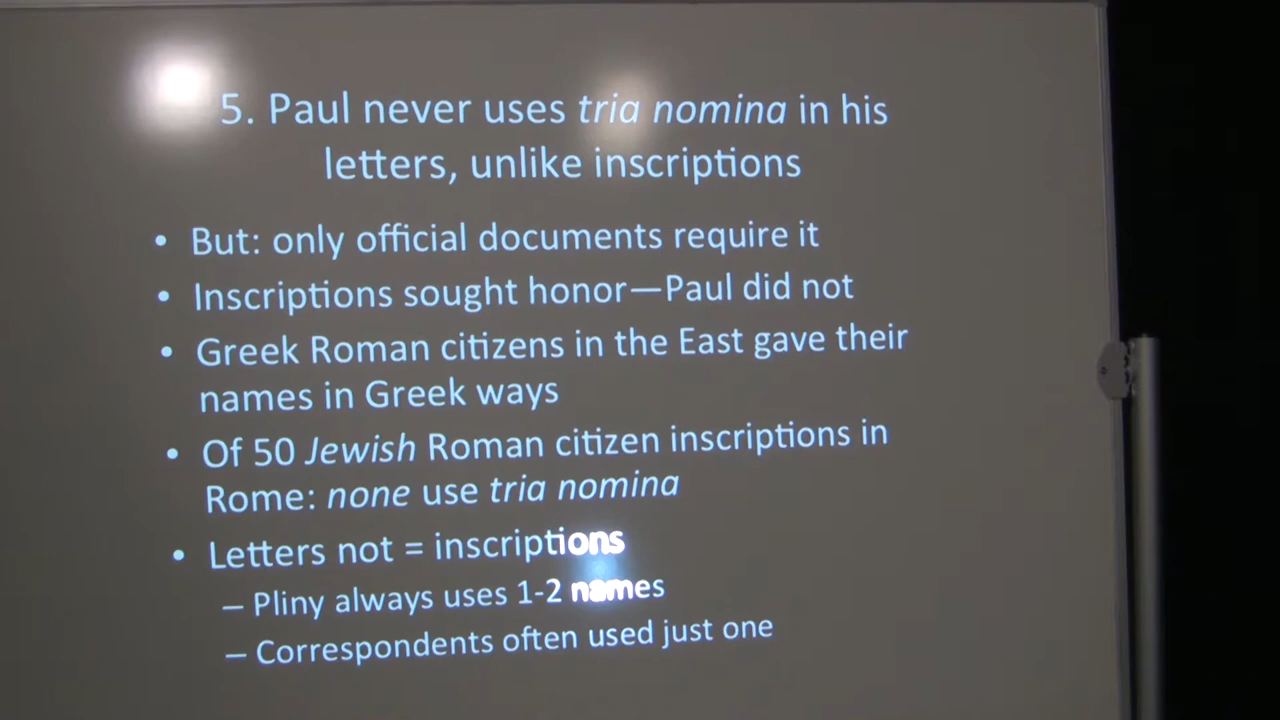 5. Paul never uses tria nomina in his
letters, unlike inscriptions
• But: only official documents require it
• Inscriptions sought honor—Paul did not
• Greek Roman citizens in the East gave their
names in Greek ways
• Of 50 Jewish Roman citizen inscriptions in
Rome: none use tria nomina
• Letters not = inscriptions
– Pliny always uses 1-2 names
– Correspondents often used just one